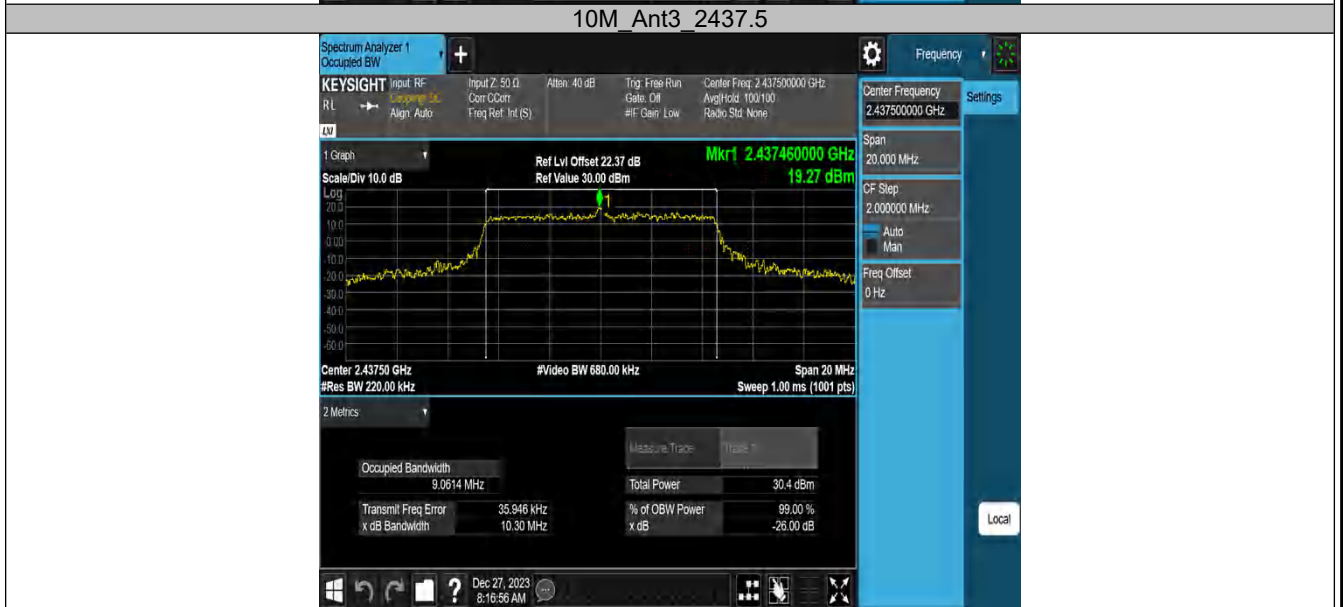 10M_Ant3_2437.5
Spectrum Analyzer 1
Occupied BW
+
Frequency
KEYSIGHT
Input: RF
Input Z: 50 Ω
Atten: 40 dB
Trig: Free Run
Center Freq: 2.437500000 GHz
RL
Coupling: DC
Corr CCorr
Gate: Off
Avg|Hold: 100/100
Align: Auto
Freq Ref: Int (S)
#IF Gain: Low
Radio Std: None
LXI
Center Frequency
2.437500000 GHz
Settings
Span
20.000 MHz
CF Step
2.000000 MHz
Auto
Man
Freq Offset
0 Hz
Local
1 Graph
Ref Lvl Offset 22.37 dB
Mkr1 2.437460000 GHz
Scale/Div 10.0 dB
Ref Value 30.00 dBm
19.27 dBm
Log
20.0
10.0
0.00
-10.0
-20.0
-30.0
-40.0
-50.0
-60.0
1
Center 2.43750 GHz
#Video BW 680.00 kHz
Span 20 MHz
#Res BW 220.00 kHz
Sweep 1.00 ms (1001 pts)
2 Metrics
Measure Trace
Trace 1
Occupied Bandwidth
9.0614 MHz
Total Power
30.4 dBm
Transmit Freq Error
35.946 kHz
% of OBW Power
99.00 %
x dB Bandwidth
10.30 MHz
x dB
-26.00 dB
?
Dec 27, 2023
8:16:56 AM